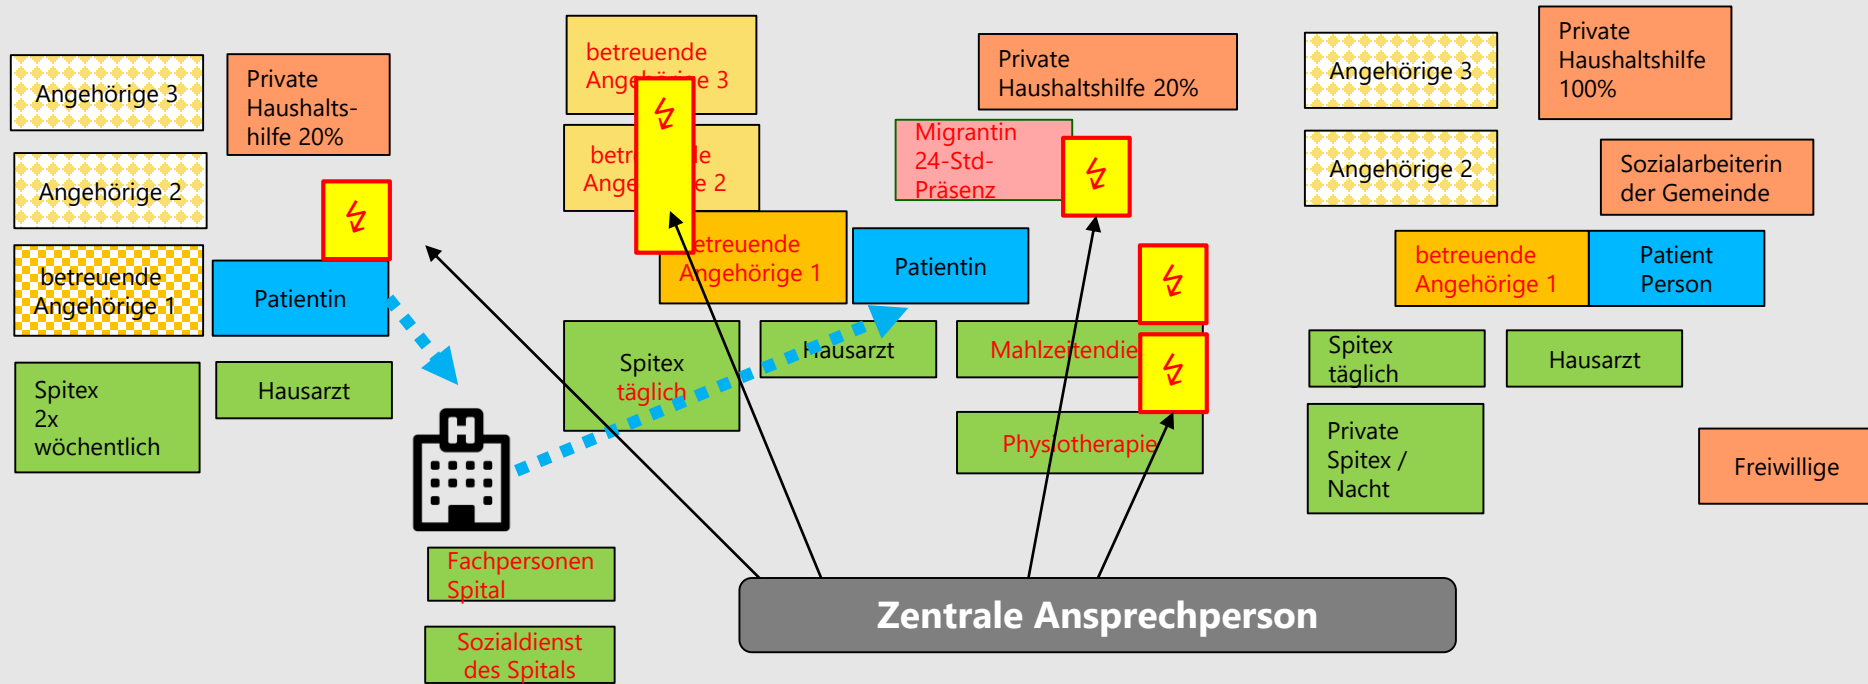 Angehörige 3
Private
Haushalts-
hilfe 20%
Angehörige 2
betreuende
Angehörige 1
Patientin
Spitex
2x
wöchentlich
Hausarzt
Fachpersonen
Spital
Sozialdienst
des Spitals
betreuende
Angehörige 3
betreuende
Angehörige 2
betreuende
Angehörige 1
Patientin
Private
Haushaltshilfe 20%
Migrantin
24-Std-
Präsenz
Spitex
täglich
Hausarzt
Mahlzeitendie
Physiotherapie
Zentrale Ansprechperson
Angehörige 3
Private
Haushaltshilfe
100%
Angehörige 2
Sozialarbeiterin
der Gemeinde
betreuende
Angehörige 1
Patient
Person
Spitex
täglich
Hausarzt
Private
Spitex /
Nacht
Freiwillige